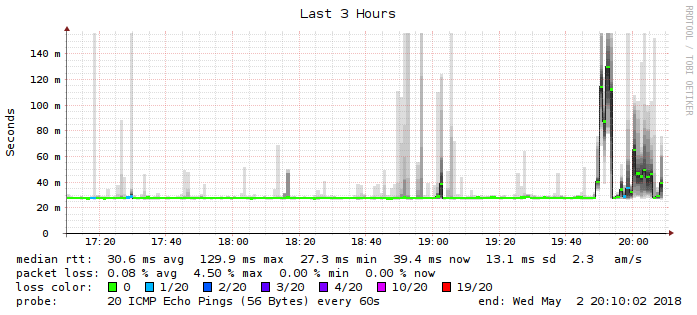 Last 3 Hours
RRDTOOL / TOBI OETIKER
Seconds
140 m
120 m
100 m
80 m
60 m
40 m
20 m
0
17:20 17:40 18:00 18:20 18:40 19:00 19:20 19:40 20:00
median rtt: 30.6 ms avg 129.9 ms max 27.3 ms min 39.4 ms now 13.1 ms sd 2.3 am/s
packet loss: 0.08 % avg 4.50 % max 0.00 % min 0.00 % now
loss color: 0 1/20 2/20 3/20 4/20 10/20 19/20
probe: 20 ICMP Echo Pings (56 Bytes) every 60s end: Wed May 2 20:10:02 2018